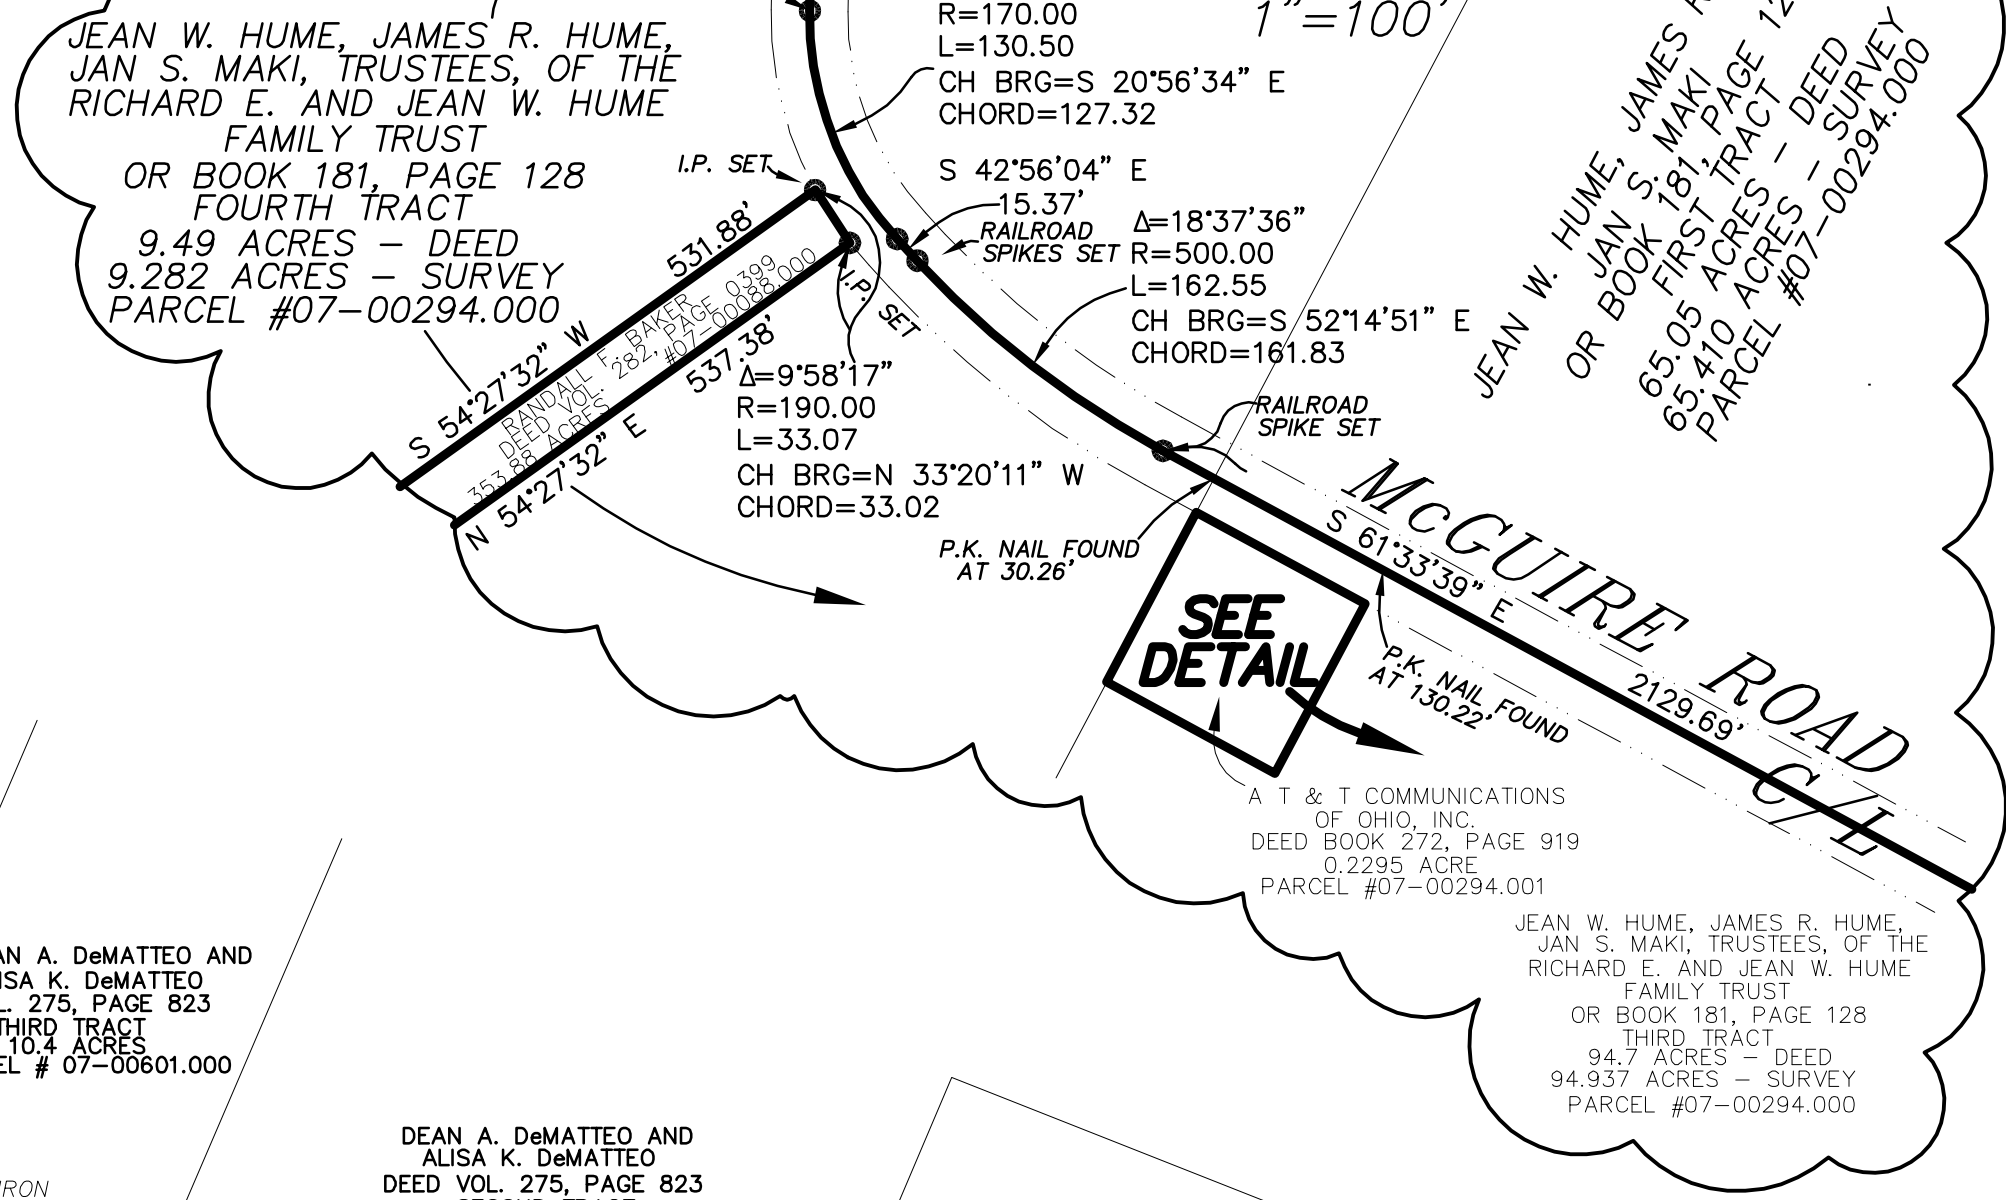 JEAN W. HUME, JAMES R. HUME,
JAN S. MAKI, TRUSTEES, OF THE
RICHARD E. AND JEAN W. HUME
FAMILY TRUST
OR BOOK 181, PAGE 128
FOURTH TRACT
9.49 ACRES – DEED
9.282 ACRES – SURVEY
PARCEL #07–00294.000
R=170.00
L=130.50
CH BRG=S 20°56'34" E
CHORD=127.32
1"=100'
I.P. SET
S 42°56'04" E
15.37'
RAILROAD
SPIKES SET
Δ=18°37'36"
R=500.00
L=162.55
CH BRG=S 52°14'51" E
CHORD=161.83
JEAN W. HUME, JAMES R
JAN S. MAKI
OR BOOK 181, PAGE 12
FIRST TRACT
65.05 ACRES – DEED
65.410 ACRES – SURVEY
PARCEL #07–00294.000
531.88'
S 54°27'32" W
RANDALL F. BAKER
DEED VOL. 282, PAGE 0399
353.88 ACRES #07–00088.000
537.38'
N 54°27'32" E
I.P. SET
Δ=9°58'17"
R=190.00
L=33.07
CH BRG=N 33°20'11" W
CHORD=33.02
RAILROAD
SPIKE SET
P.K. NAIL FOUND
AT 30.26'
McGUIRE ROAD
S 61°33'39" E
2129.69'
C/L
SEE
DETAIL
P.K. NAIL FOUND
AT 130.22'
A T & T COMMUNICATIONS
OF OHIO, INC.
DEED BOOK 272, PAGE 919
0.2295 ACRE
PARCEL #07–00294.001
JEAN W. HUME, JAMES R. HUME,
JAN S. MAKI, TRUSTEES, OF THE
RICHARD E. AND JEAN W. HUME
FAMILY TRUST
OR BOOK 181, PAGE 128
THIRD TRACT
94.7 ACRES – DEED
94.937 ACRES – SURVEY
PARCEL #07–00294.000
AN A. DeMATTEO AND
ISA K. DeMATTEO
L. 275, PAGE 823
THIRD TRACT
10.4 ACRES
EL # 07–00601.000
DEAN A. DeMATTEO AND
ALISA K. DeMATTEO
DEED VOL. 275, PAGE 823
SECOND TRACT
IRON